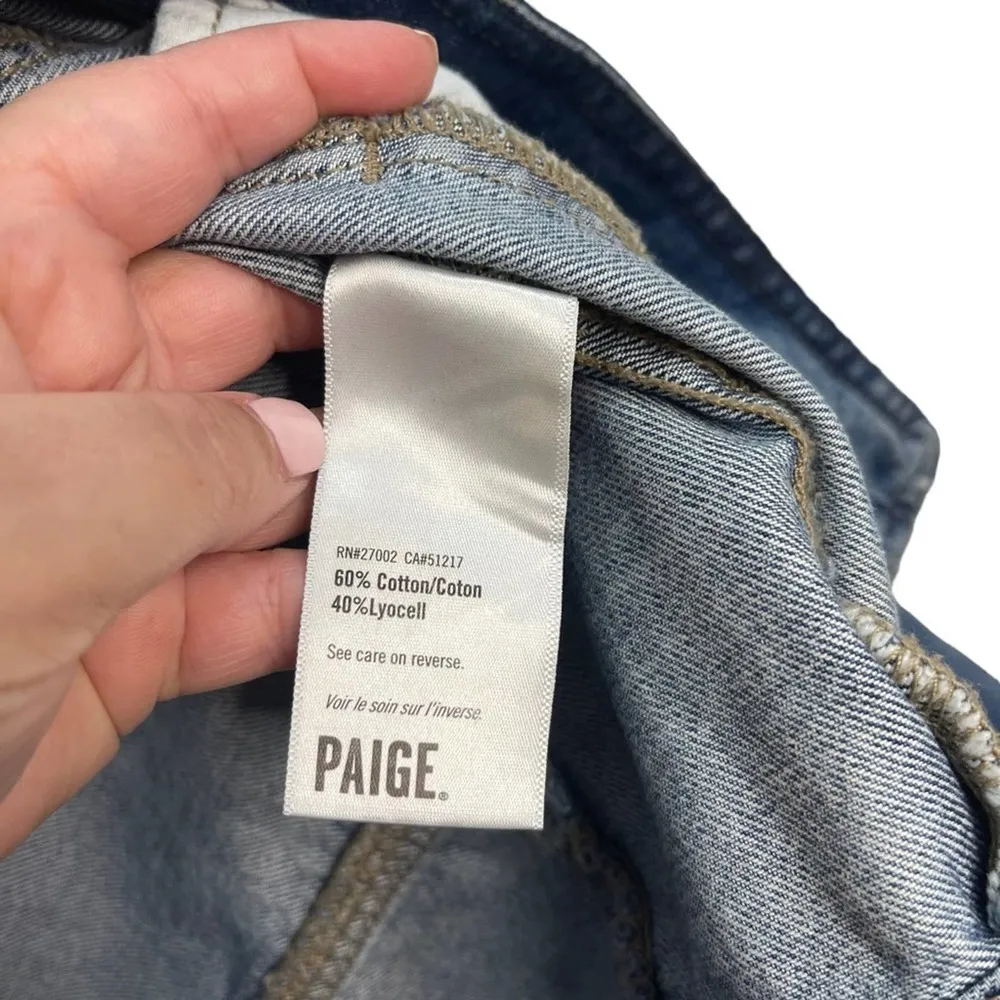 RN#27002 CA#51217
60% Cotton/Coton
40%Lyocell
See care on reverse.
Voir le soin sur l'inverse.
PAIGE®